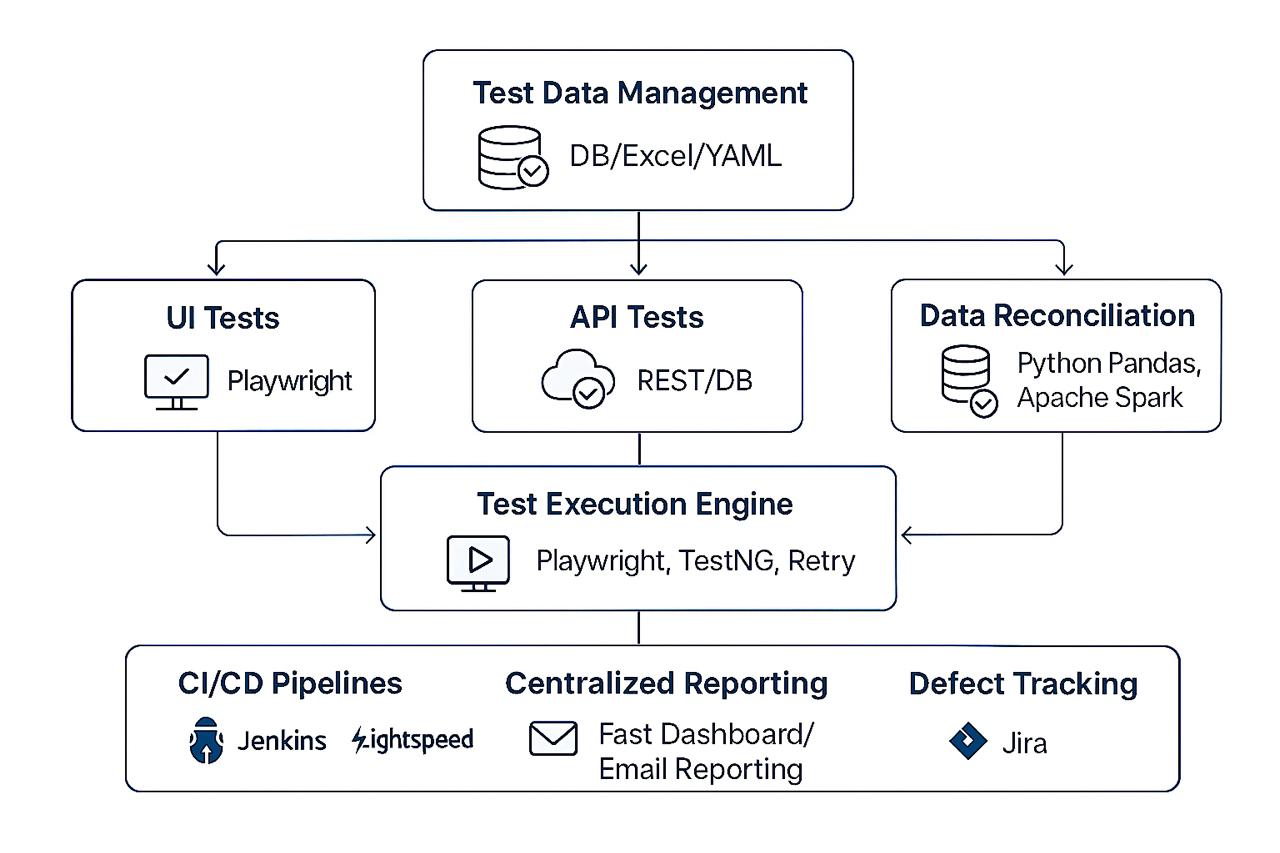 Test Data Management
DB/Excel/YAML
UI Tests
Playwright
API Tests
REST/DB
Data Reconciliation
Python Pandas,
Apache Spark
Test Execution Engine
Playwright, TestNG, Retry
CI/CD Pipelines
Jenkins
Lightspeed
Centralized Reporting
Fast Dashboard/
Email Reporting
Defect Tracking
Jira